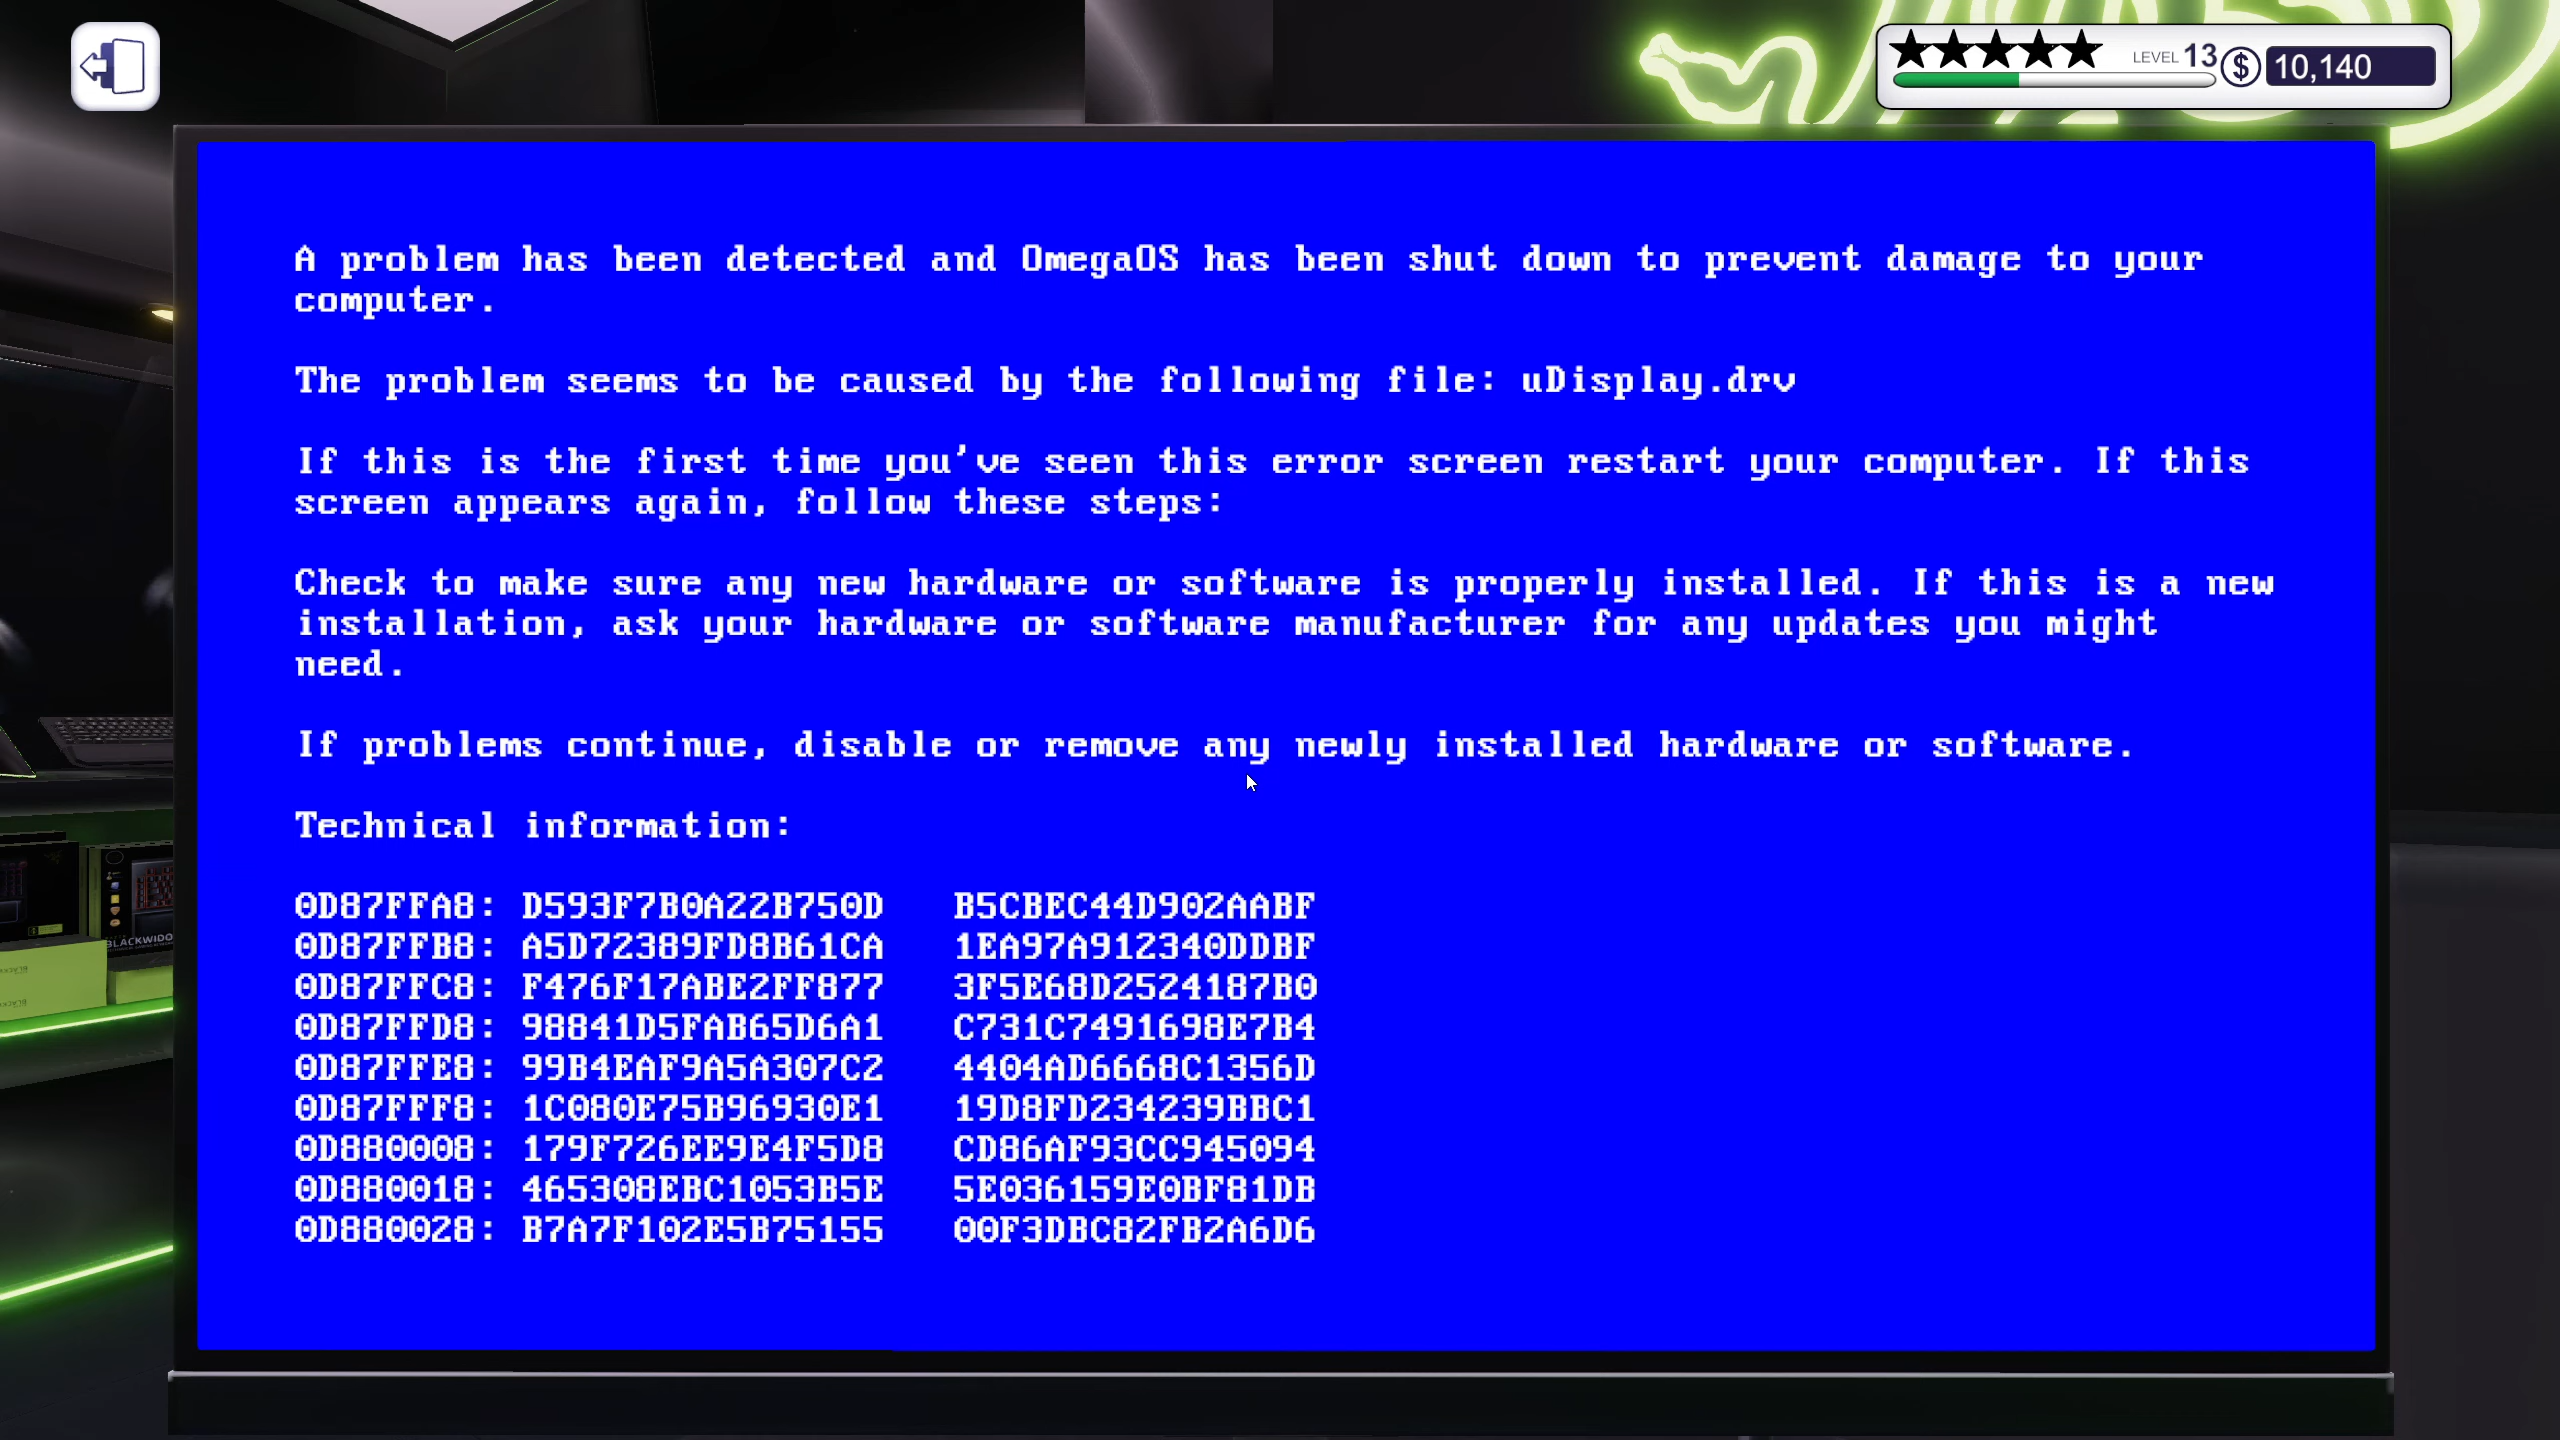 LEVEL 13
$ 10,140
A problem has been detected and OmegaOS has been shut down to prevent damage to your
computer.
The problem seems to be caused by the following file: uDisplay.drv
If this is the first time you've seen this error screen restart your computer. If this
screen appears again, follow these steps:
Check to make sure any new hardware or software is properly installed. If this is a new
installation, ask your hardware or software manufacturer for any updates you might
need.
If problems continue, disable or remove any newly installed hardware or software.
Technical information:
0D87FFA8: D593F7B0A22B750D B5CBEC44D902AABF
0D87FFB8: A5D72389FD8B61CA 1EA97A912340DDBF
0D87FFC8: F476F17ABE2FF877 3F5E68D2524187B0
0D87FFD8: 98841D5FAB65D6A1 C731C7491698E7B4
0D87FFE8: 99B4EAF9A5A307C2 4404AD6668C1356D
0D87FFF8: 1C080E75B96930E1 19D8FD234239BBC1
0D880008: 179F726EE9E4F5D8 CD86AF93CC945094
0D880018: 465308EBC1053B5E 5E036159E0BF81DB
0D880028: B7A7F102E5B75155 00F3DBC82FB2A6D6
BLACKWIDO